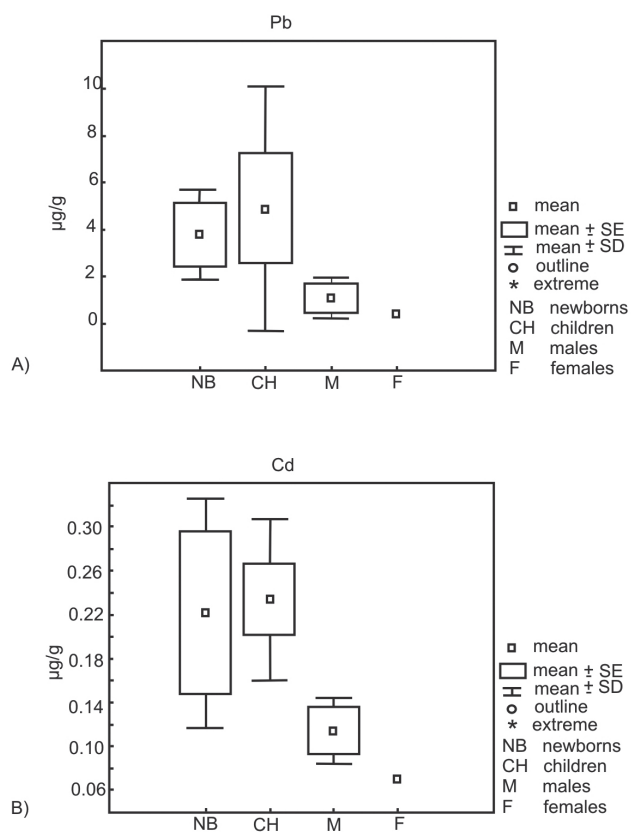 Pb
10
8
6
4
2
0
µg/g
NB CH M F
mean
mean ± SE
mean ± SD
outline
* extreme
NB newborns
CH children
M males
F females
A)
Cd
0.30
0.26
0.22
0.18
0.14
0.10
0.06
µg/g
NB CH M F
mean
mean ± SE
mean ± SD
outline
* extreme
NB newborns
CH children
M males
F females
B)